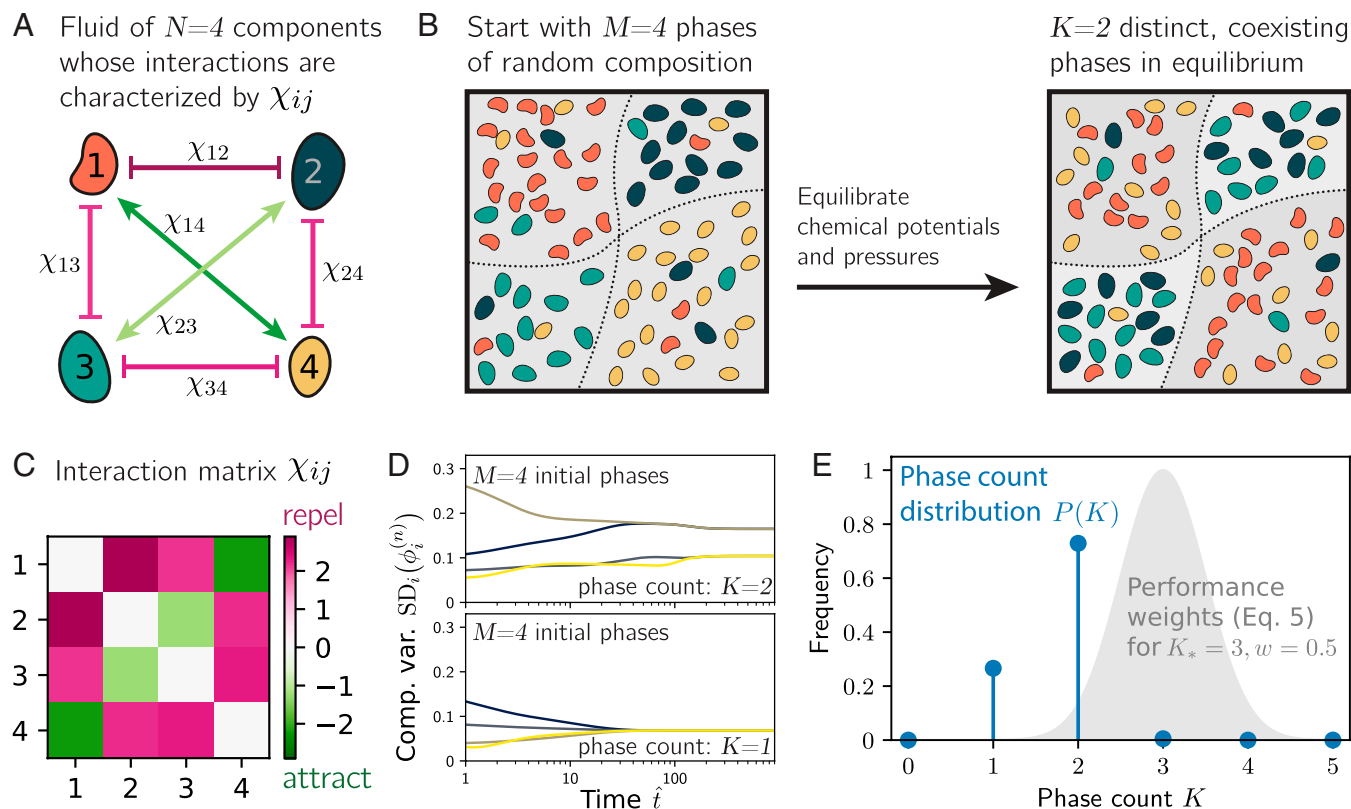 A Fluid of N=4 components
whose interactions are
characterized by χij
1
2
3
4
χ12
χ14
χ13
χ24
χ23
χ34
B Start with M=4 phases
of random composition
Equilibrate
chemical potentials
and pressures
K=2 distinct, coexisting
phases in equilibrium
C Interaction matrix χij
repel
1
2
3
4
1 2 3 4
2
1
0
−1
−2
attract
D
Comp. var. SDi(ϕi(n))
0.3
0.2
0.1
0
M=4 initial phases
phase count: K=2
0.3
0.2
0.1
0
M=4 initial phases
phase count: K=1
1 10 100
Time t̂
E
Frequency
1
0.8
0.6
0.4
0.2
0
Phase count
distribution P(K)
Performance
weights (Eq. 5)
for K∗ = 3, w = 0.5
0 1 2 3 4 5
Phase count K